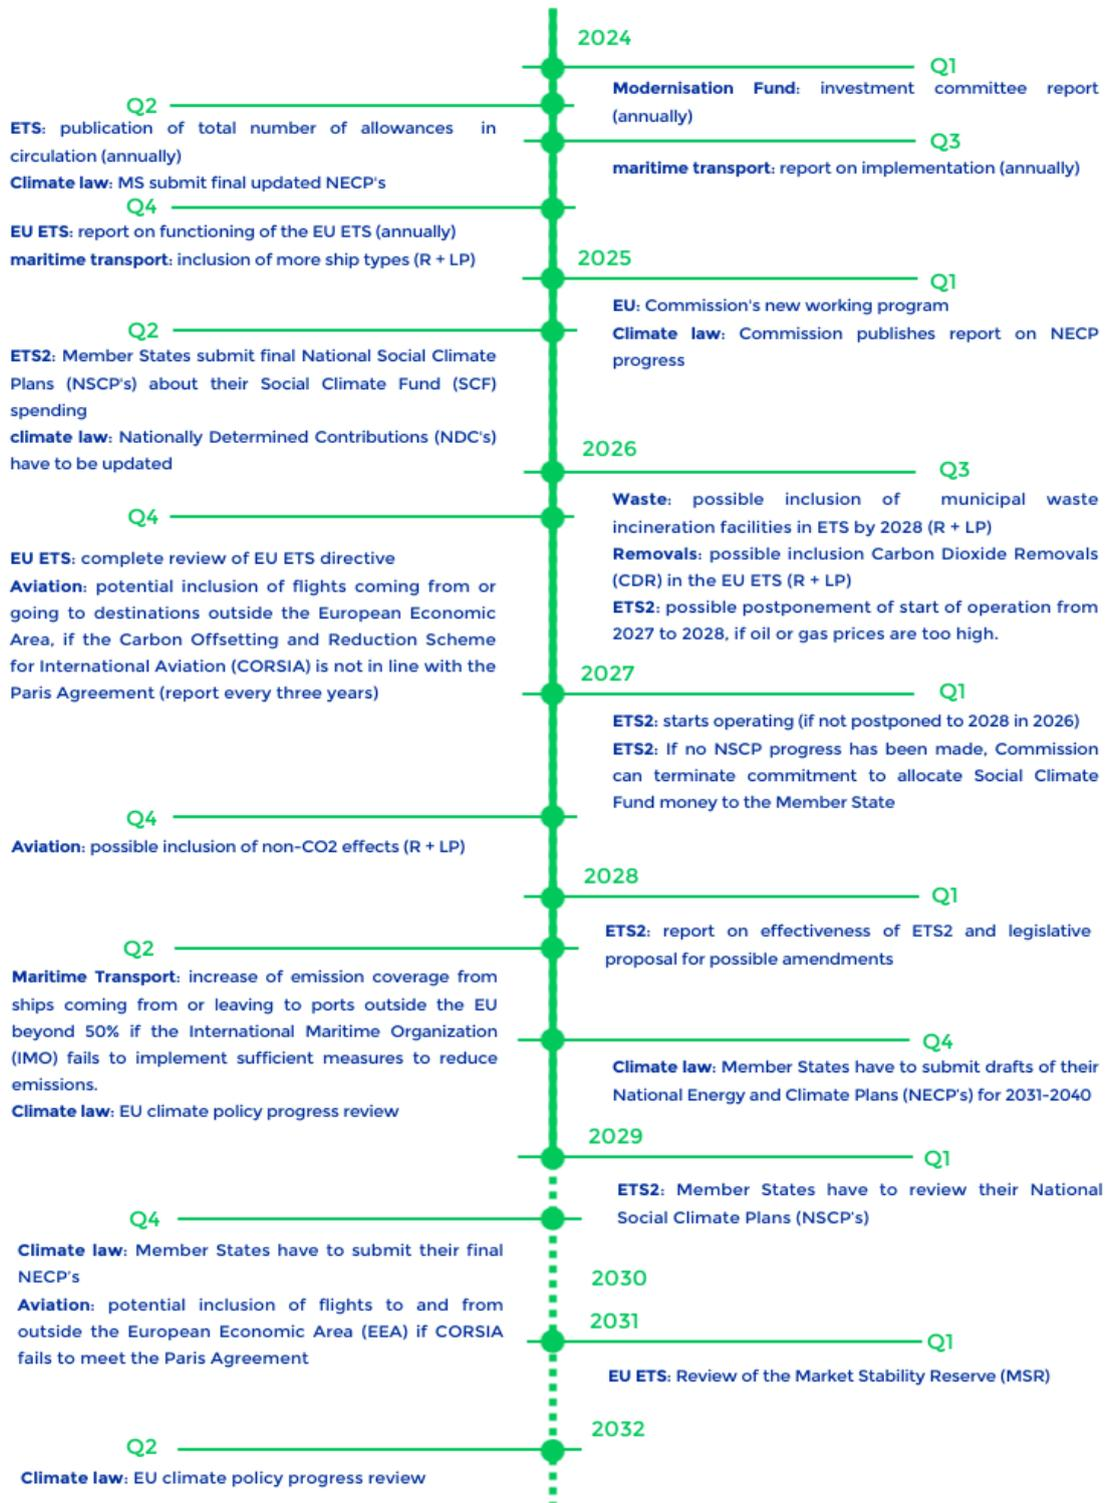 2024
Q1
Modernisation Fund: investment committee report
(annually)
Q2
ETS: publication of total number of allowances in
circulation (annually)
Climate law: MS submit final updated NECP's
Q3
maritime transport: report on implementation (annually)
Q4
EU ETS: report on functioning of the EU ETS (annually)
maritime transport: inclusion of more ship types (R + LP)
2025
Q1
EU: Commission's new working program
Climate law: Commission publishes report on NECP
progress
Q2
ETS2: Member States submit final National Social Climate
Plans (NSCP's) about their Social Climate Fund (SCF)
spending
climate law: Nationally Determined Contributions (NDC's)
have to be updated
2026
Q3
Waste: possible inclusion of municipal waste
incineration facilities in ETS by 2028 (R + LP)
Removals: possible inclusion Carbon Dioxide Removals
(CDR) in the EU ETS (R + LP)
ETS2: possible postponement of start of operation from
2027 to 2028, if oil or gas prices are too high.
Q4
EU ETS: complete review of EU ETS directive
Aviation: potential inclusion of flights coming from or
going to destinations outside the European Economic
Area, if the Carbon Offsetting and Reduction Scheme
for International Aviation (CORSIA) is not in line with the
Paris Agreement (report every three years)
2027
Q1
ETS2: starts operating (if not postponed to 2028 in 2026)
ETS2: If no NSCP progress has been made, Commission
can terminate commitment to allocate Social Climate
Fund money to the Member State
Q4
Aviation: possible inclusion of non-CO2 effects (R + LP)
2028
Q1
ETS2: report on effectiveness of ETS2 and legislative
proposal for possible amendments
Q2
Maritime Transport: increase of emission coverage from
ships coming from or leaving to ports outside the EU
beyond 50% if the International Maritime Organization
(IMO) fails to implement sufficient measures to reduce
emissions.
Climate law: EU climate policy progress review
Q4
Climate law: Member States have to submit drafts of their
National Energy and Climate Plans (NECP's) for 2031-2040
2029
Q1
ETS2: Member States have to review their National
Social Climate Plans (NSCP's)
Q4
Climate law: Member States have to submit their final
NECP's
Aviation: potential inclusion of flights to and from
outside the European Economic Area (EEA) if CORSIA
fails to meet the Paris Agreement
2030
2031
Q1
EU ETS: Review of the Market Stability Reserve (MSR)
2032
Q2
Climate law: EU climate policy progress review